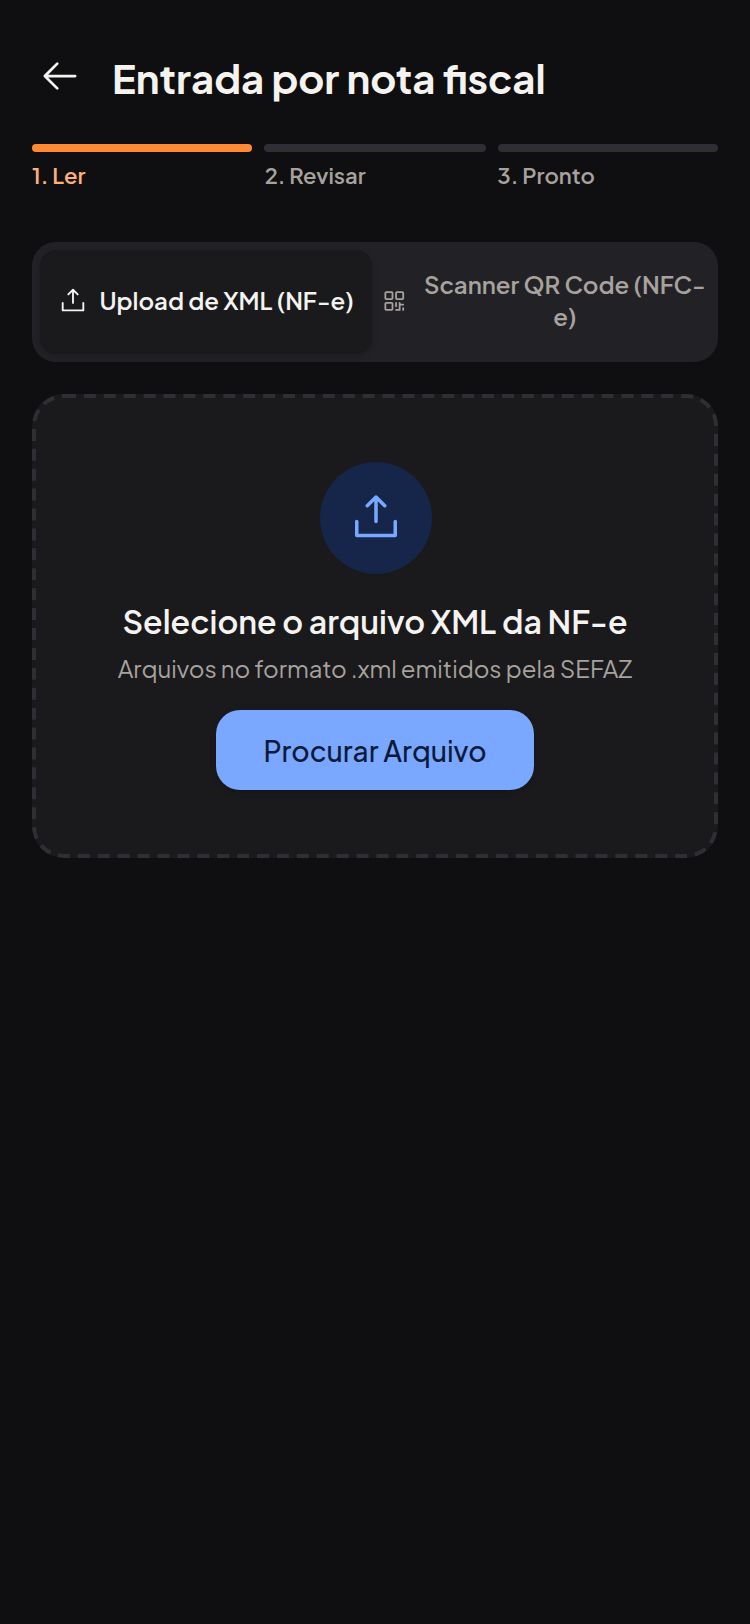 Entrada por nota fiscal
1. Ler
2. Revisar
3. Pronto
Upload de XML (NF-e)
Scanner QR Code (NFC-
e)
Selecione o arquivo XML da NF-e
Arquivos no formato .xml emitidos pela SEFAZ
Procurar Arquivo